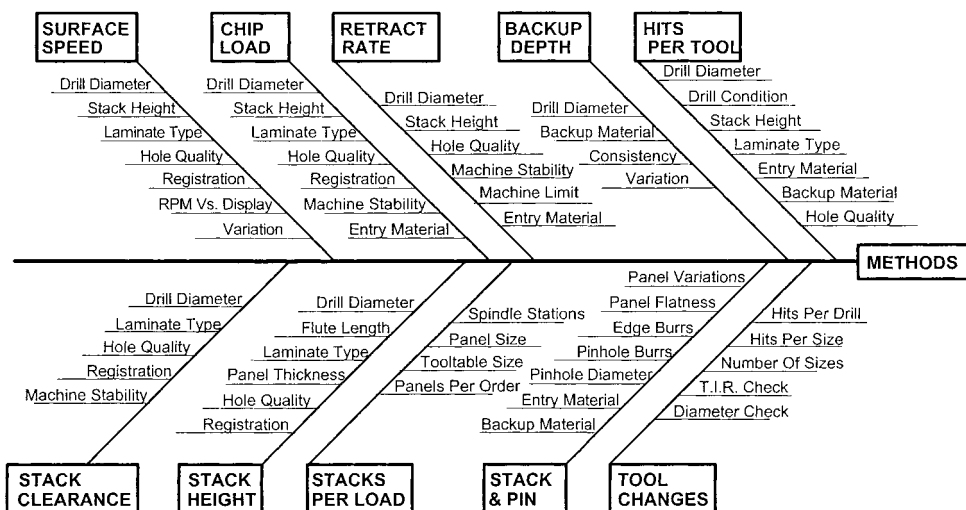 SURFACE
SPEED
Drill Diameter
Stack Height
Laminate Type
Hole Quality
Registration
RPM Vs. Display
Variation
CHIP
LOAD
Drill Diameter
Stack Height
Laminate Type
Hole Quality
Registration
Machine Stability
Entry Material
RETRACT
RATE
Drill Diameter
Stack Height
Hole Quality
Machine Stability
Machine Limit
Entry Material
BACKUP
DEPTH
Drill Diameter
Backup Material
Consistency
Variation
HITS
PER TOOL
Drill Diameter
Drill Condition
Stack Height
Laminate Type
Entry Material
Backup Material
Hole Quality
METHODS
Drill Diameter
Laminate Type
Hole Quality
Registration
Machine Stability
STACK
CLEARANCE
Drill Diameter
Flute Length
Laminate Type
Panel Thickness
Hole Quality
Registration
STACK
HEIGHT
Spindle Stations
Panel Size
Tooltable Size
Panels Per Order
STACKS
PER LOAD
Panel Variations
Panel Flatness
Edge Burrs
Pinhole Burrs
Pinhole Diameter
Entry Material
Backup Material
STACK
& PIN
Hits Per Drill
Hits Per Size
Number Of Sizes
T.I.R. Check
Diameter Check
TOOL
CHANGES